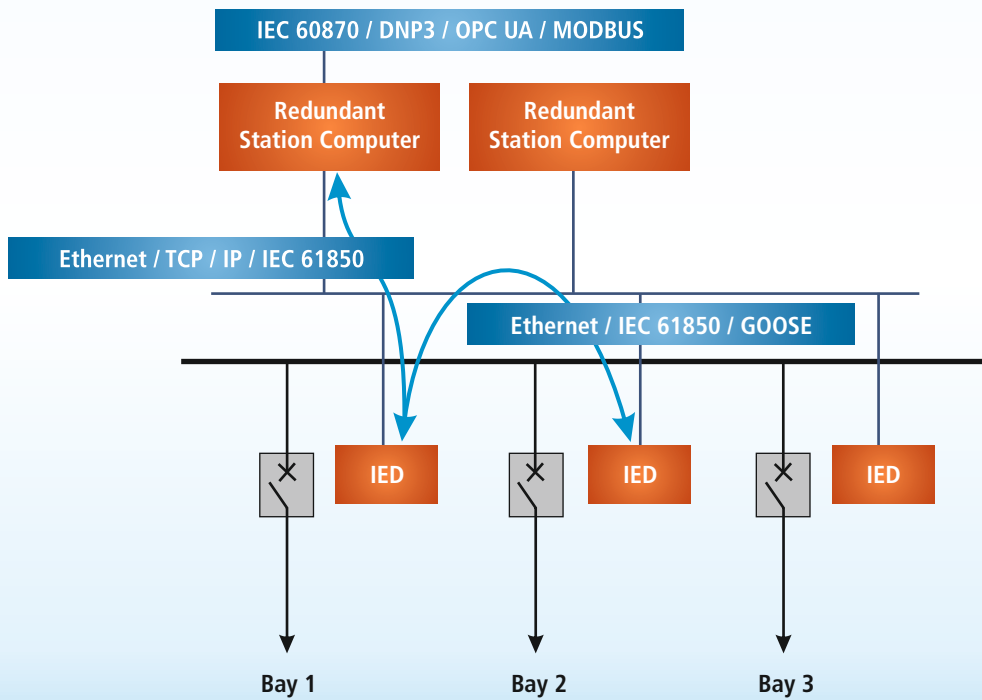 IEC 60870 / DNP3 / OPC UA / MODBUS
Redundant
Station Computer
Redundant
Station Computer
Ethernet / TCP / IP / IEC 61850
Ethernet / IEC 61850 / GOOSE
IED
IED
IED
Bay 1
Bay 2
Bay 3